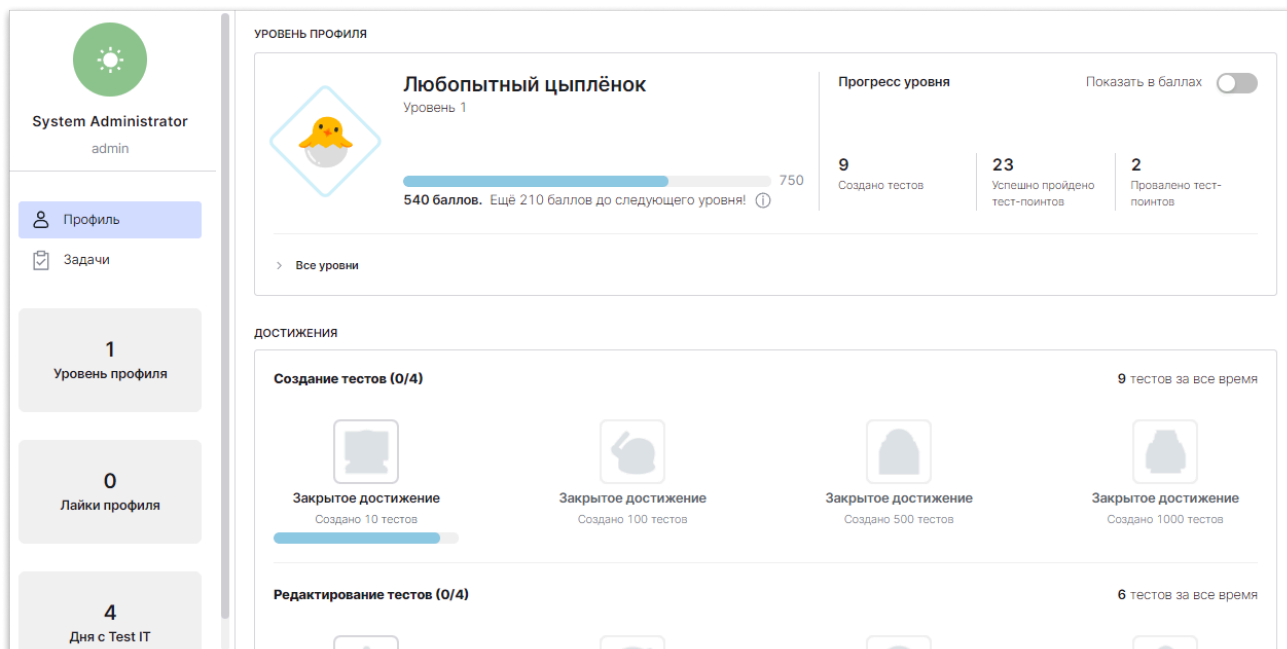 System Administrator
admin
Профиль
Задачи
1
Уровень профиля
0
Лайки профиля
4
Дня с Test IT
УРОВЕНЬ ПРОФИЛЯ
Любопытный цыплёнок
Уровень 1
750
540 баллов. Ещё 210 баллов до следующего уровня!
Прогресс уровня
Показать в баллах
9
Создано тестов
23
Успешно пройдено
тест-поинтов
2
Провалено тест-
поинтов
Все уровни
ДОСТИЖЕНИЯ
Создание тестов (0/4)
9 тестов за все время
Закрытое достижение
Создано 10 тестов
Закрытое достижение
Создано 100 тестов
Закрытое достижение
Создано 500 тестов
Закрытое достижение
Создано 1000 тестов
Редактирование тестов (0/4)
6 тестов за все время